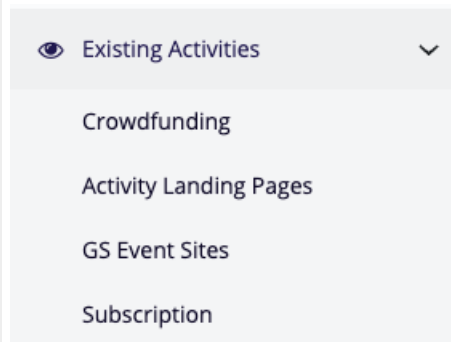 Existing Activities
Crowdfunding
Activity Landing Pages
GS Event Sites
Subscription